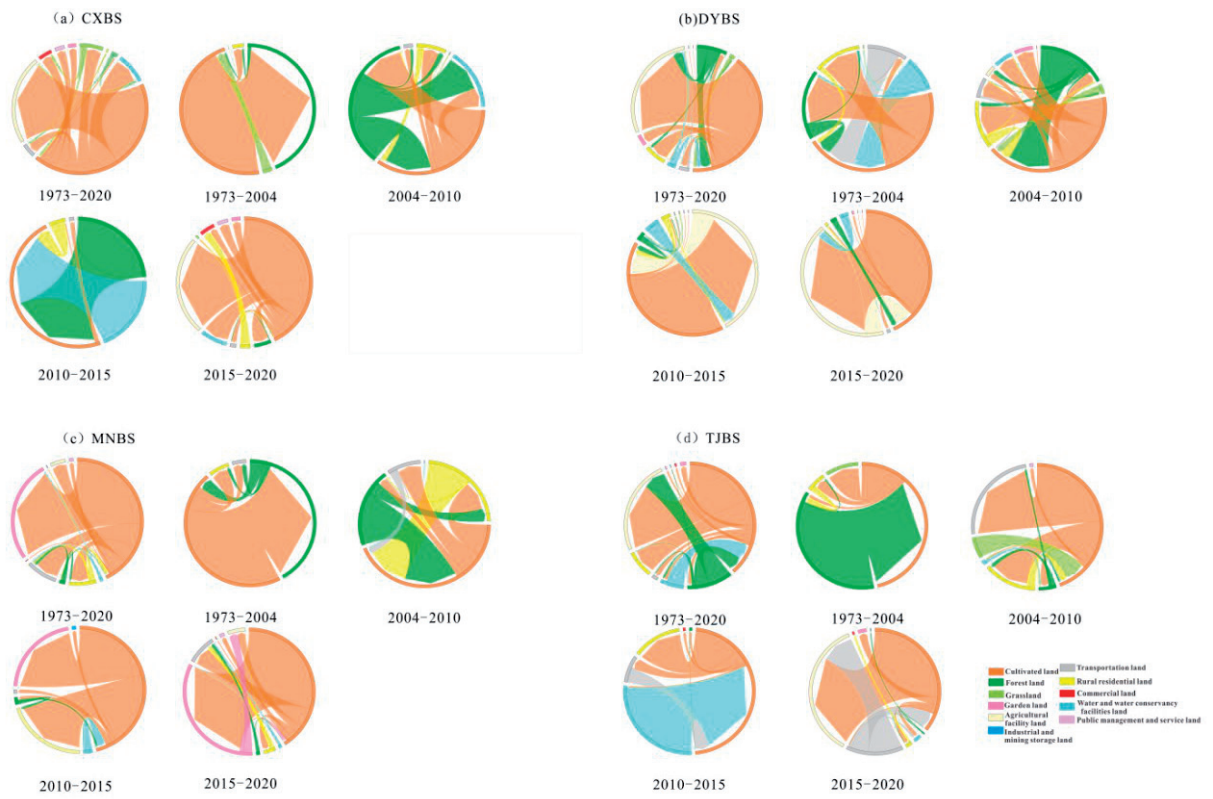 (a) CXBS
(b)DYBS
1973-2020
1973-2004
2004-2010
1973-2020
1973-2004
2004-2010
2010-2015
2015-2020
2010-2015
2015-2020
(c) MNBS
(d) TJBS
1973-2020
1973-2004
2004-2010
1973-2020
1973-2004
2004-2010
2010-2015
2015-2020
2010-2015
2015-2020
Cultivated land
Forest land
Grassland
Garden land
Agricultural
facility land
Industrial and
mining storage land
Transportation land
Rural residential land
Commercial land
Water and water conservancy
facilities land
Public management and service land